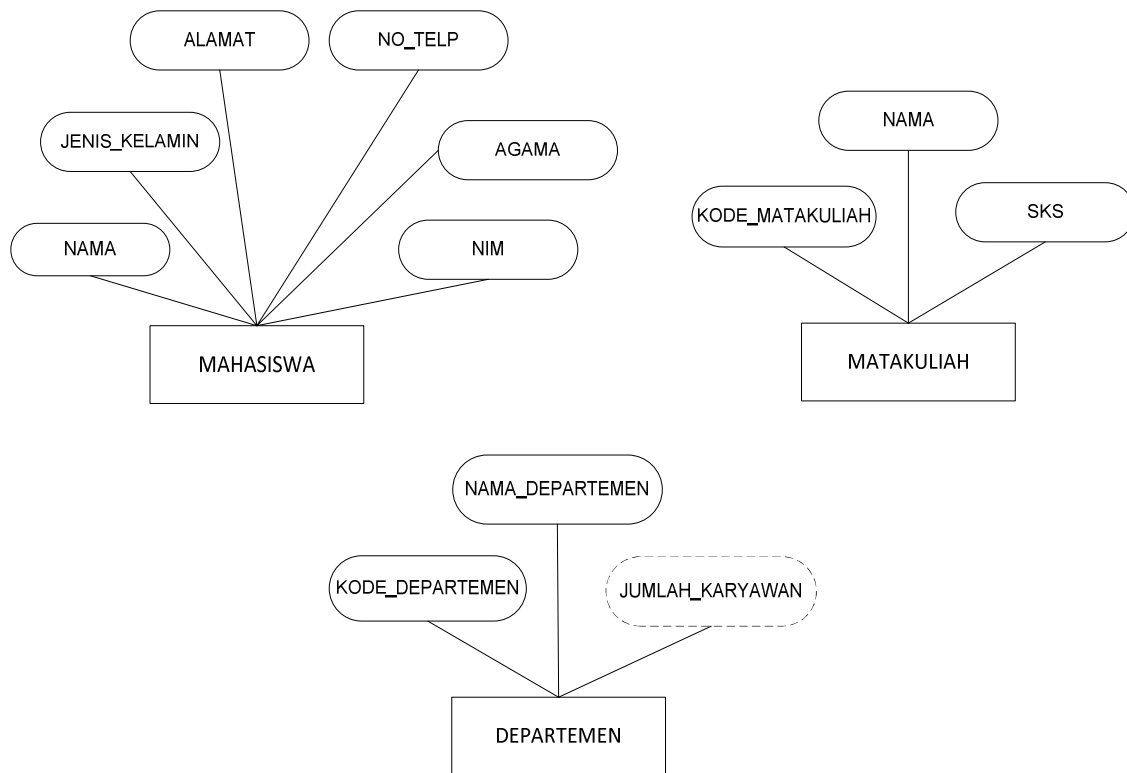 ALAMAT
NO_TELP
JENIS_KELAMIN
AGAMA
NAMA
NIM
MAHASISWA
NAMA
KODE_MATAKULIAH
SKS
MATAKULIAH
NAMA_DEPARTEMEN
KODE_DEPARTEMEN
JUMLAH_KARYAWAN
DEPARTEMEN